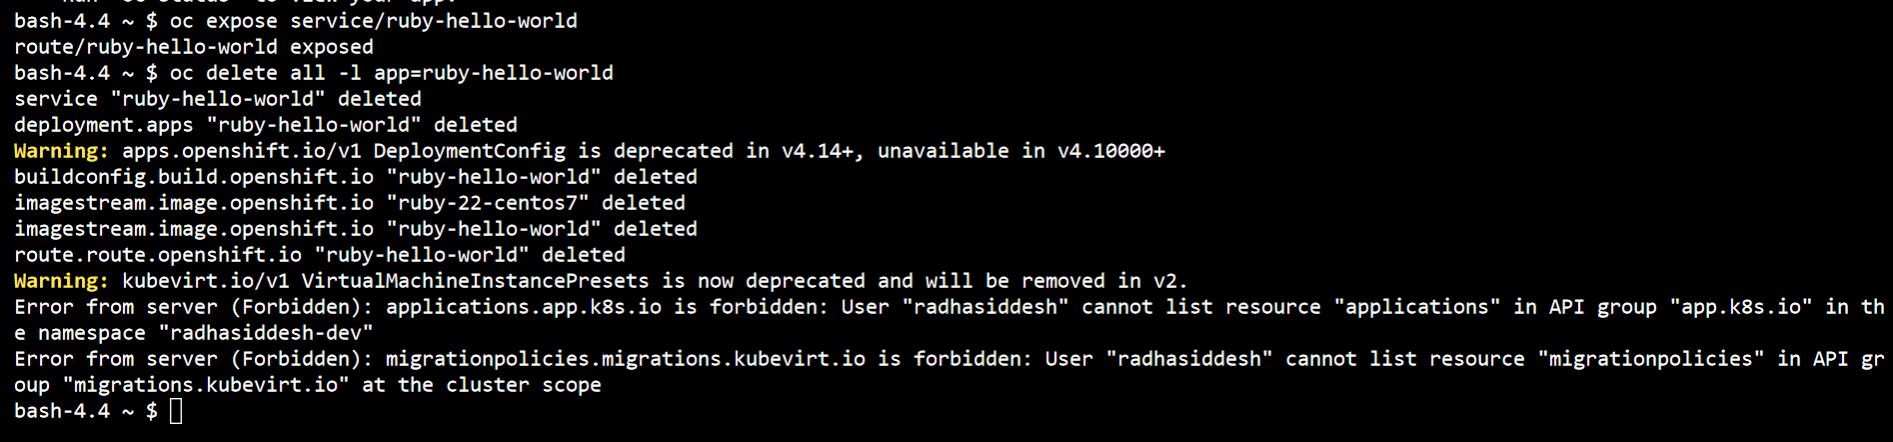 bash-4.4 ~ $ oc expose service/ruby-hello-world
route/ruby-hello-world exposed
bash-4.4 ~ $ oc delete all -l app=ruby-hello-world
service "ruby-hello-world" deleted
deployment.apps "ruby-hello-world" deleted
Warning: apps.openshift.io/v1 DeploymentConfig is deprecated in v4.14+, unavailable in v4.10000+
buildconfig.build.openshift.io "ruby-hello-world" deleted
imagestream.image.openshift.io "ruby-22-centos7" deleted
imagestream.image.openshift.io "ruby-hello-world" deleted
route.route.openshift.io "ruby-hello-world" deleted
Warning: kubevirt.io/v1 VirtualMachineInstancePresets is now deprecated and will be removed in v2.
Error from server (Forbidden): applications.app.k8s.io is forbidden: User "radhasiddesh" cannot list resource "applications" in API group "app.k8s.io" in th
e namespace "radhasiddesh-dev"
Error from server (Forbidden): migrationpolicies.migrations.kubevirt.io is forbidden: User "radhasiddesh" cannot list resource "migrationpolicies" in API gr
oup "migrations.kubevirt.io" at the cluster scope
bash-4.4 ~ $